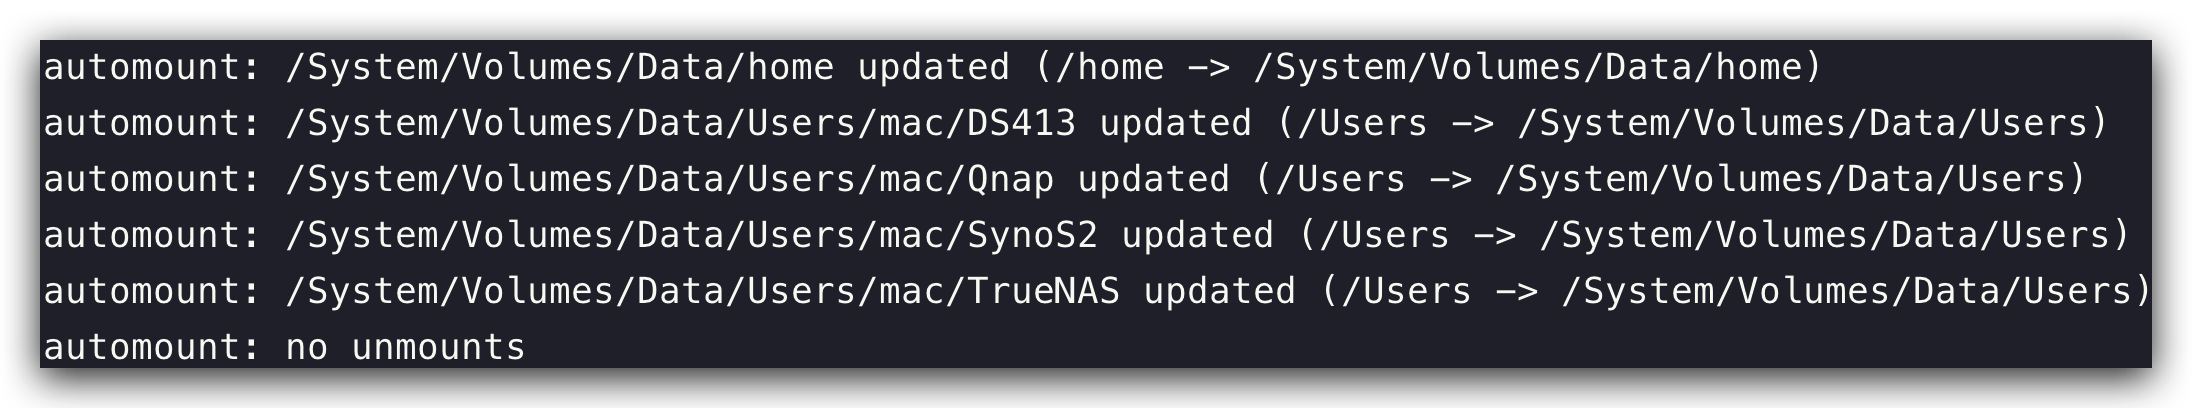 automount: /System/Volumes/Data/home updated (/home -> /System/Volumes/Data/home)
automount: /System/Volumes/Data/Users/mac/DS413 updated (/Users -> /System/Volumes/Data/Users)
automount: /System/Volumes/Data/Users/mac/Qnap updated (/Users -> /System/Volumes/Data/Users)
automount: /System/Volumes/Data/Users/mac/SynoS2 updated (/Users -> /System/Volumes/Data/Users)
automount: /System/Volumes/Data/Users/mac/TrueNAS updated (/Users -> /System/Volumes/Data/Users)
automount: no unmounts